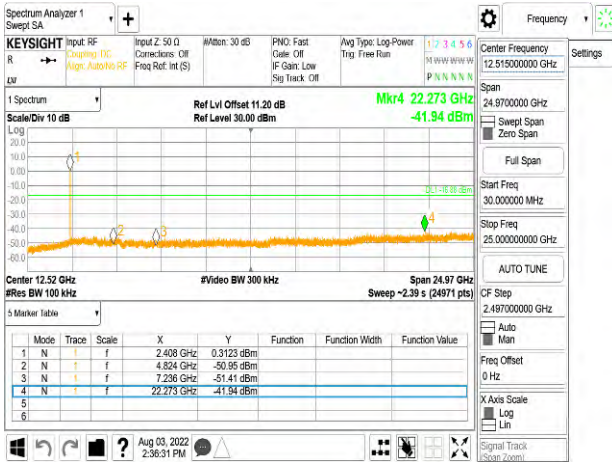 Spectrum Analyzer 1
Swept SA
Frequency
KEYSIGHT Input: RF Input Z: 50 Ω #Atten: 30 dB PNO: Fast Avg Type: Log-Power 1 2 3 4 5 6
R Coupling: DC Corrections: Off Gate: Off Trig: Free Run M W W W W W
Align: Auto/No RF Freq Ref: Int (S) IF Gain: Low P N N N N N
Sig Track: Off
Center Frequency
12.515000000 GHz
Settings
Span
24.9700000 GHz
Swept Span
Zero Span
Full Span
Start Freq
30.000000 MHz
Stop Freq
25.000000000 GHz
AUTO TUNE
CF Step
2.497000000 GHz
Auto
Man
Freq Offset
0 Hz
X Axis Scale
Log
Lin
Signal Track
(Span Zoom)
1 Spectrum
Ref Lvl Offset 11.20 dB
Mkr4 22.273 GHz
Scale/Div 10 dB
Ref Level 30.00 dBm
-41.94 dBm
Log
20.0
10.0
0.00
-10.0
-20.0
-30.0
-40.0
-50.0
-60.0
1
2
3
4
Center 12.52 GHz #Video BW 300 kHz Span 24.97 GHz
#Res BW 100 kHz Sweep ~2.39 s (24971 pts)
5 Marker Table
Mode Trace Scale X Y Function Function Width Function Value
1 N 1 f 2.408 GHz 0.3123 dBm
2 N 1 f 4.824 GHz -50.95 dBm
3 N 1 f 7.236 GHz -51.41 dBm
4 N 1 f 22.273 GHz -41.94 dBm
5
6
? Aug 03, 2022
2:36:31 PM